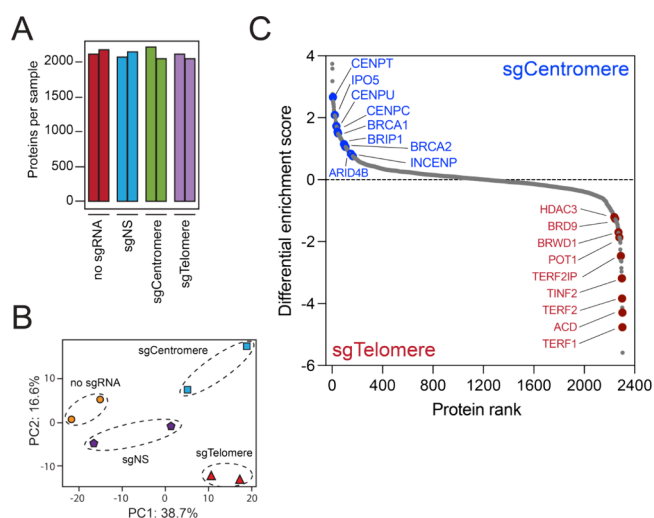 A
Proteins per sample
2000
1500
1000
500
0
no sgRNA
sgNS
sgCentromere
sgTelomere
B
PC2: 16.6%
10
0
-10
sgCentromere
no sgRNA
sgNS
sgTelomere
-20
-10
0
10
20
PC1: 38.7%
C
Differential enrichment score
4
2
0
-2
-4
-6
sgCentromere
CENPT
IPO5
CENPU
CENPC
BRCA1
BRIP1
BRCA2
INCENP
ARID4B
HDAC3
BRD9
BRWD1
POT1
TERF2IP
TINF2
TERF2
ACD
TERF1
sgTelomere
0
400
800
1200
1600
2000
2400
Protein rank